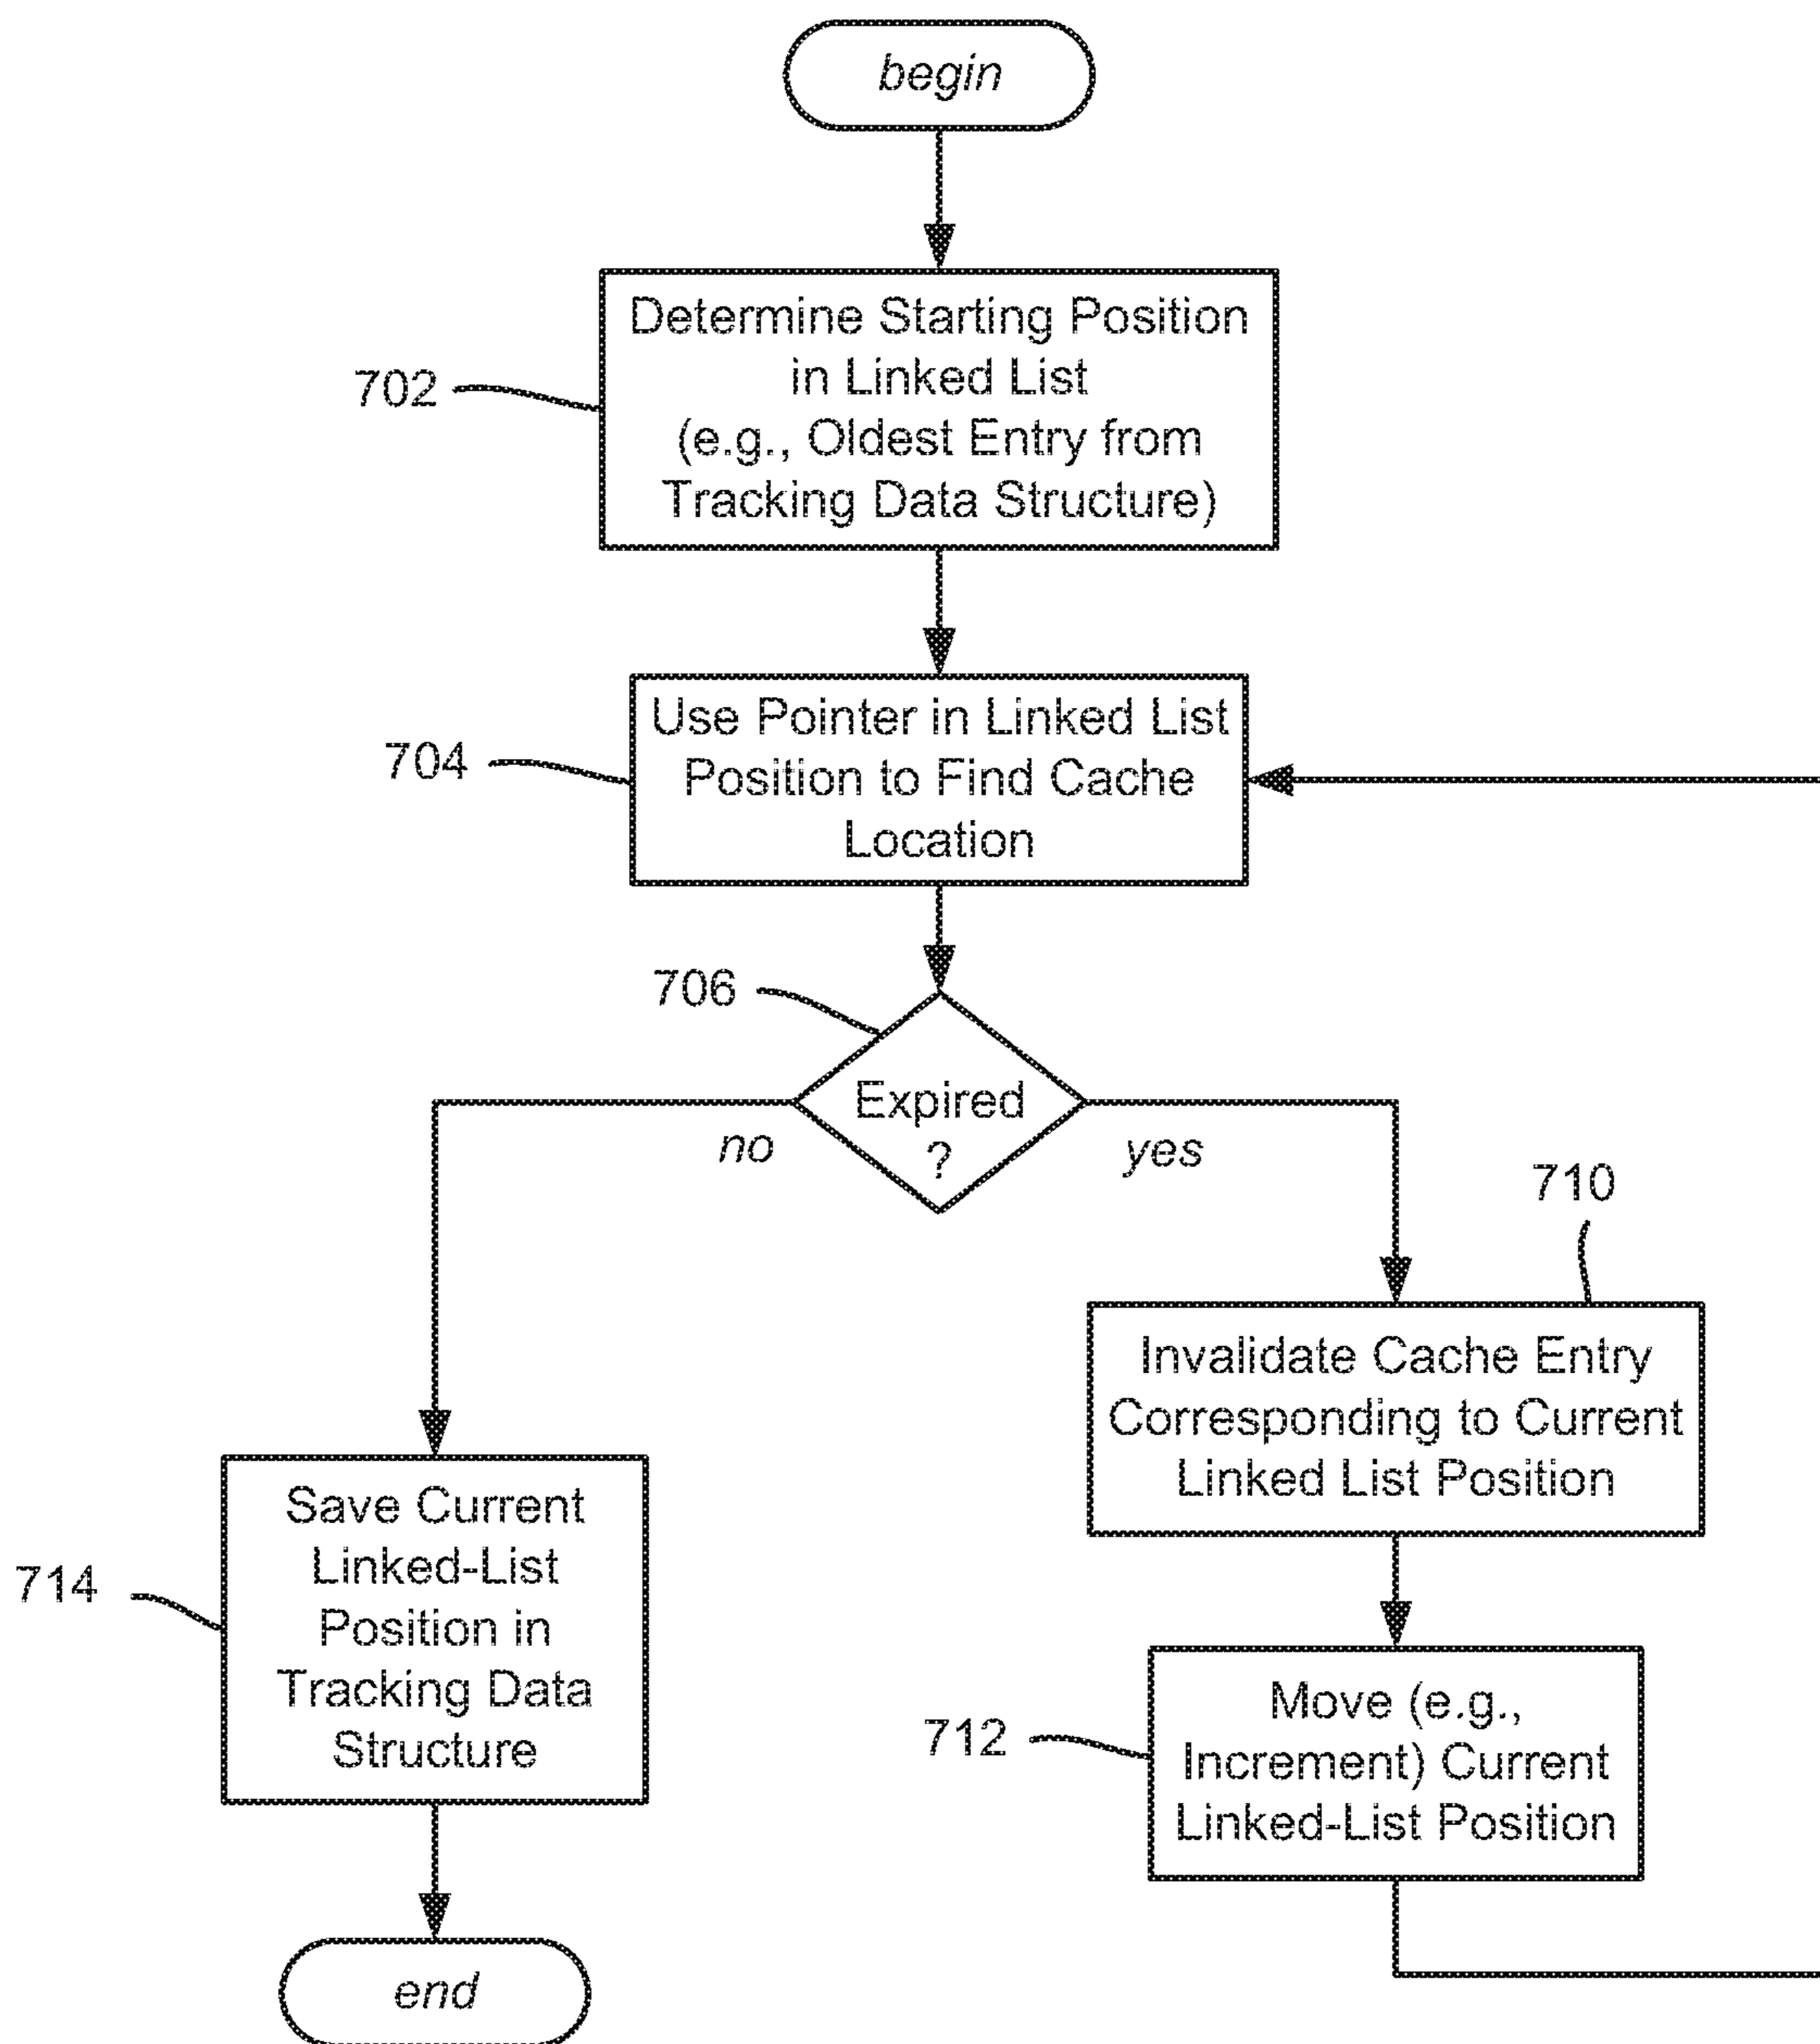 begin
702
Determine Starting Position
in Linked List
(e.g., Oldest Entry from
Tracking Data Structure)
704
Use Pointer in Linked List
Position to Find Cache
Location
706
Expired
?
no
yes
710
Invalidate Cache Entry
Corresponding to Current
Linked List Position
714
Save Current
Linked-List
Position in
Tracking Data
Structure
712
Move (e.g.,
Increment) Current
Linked-List Position
end